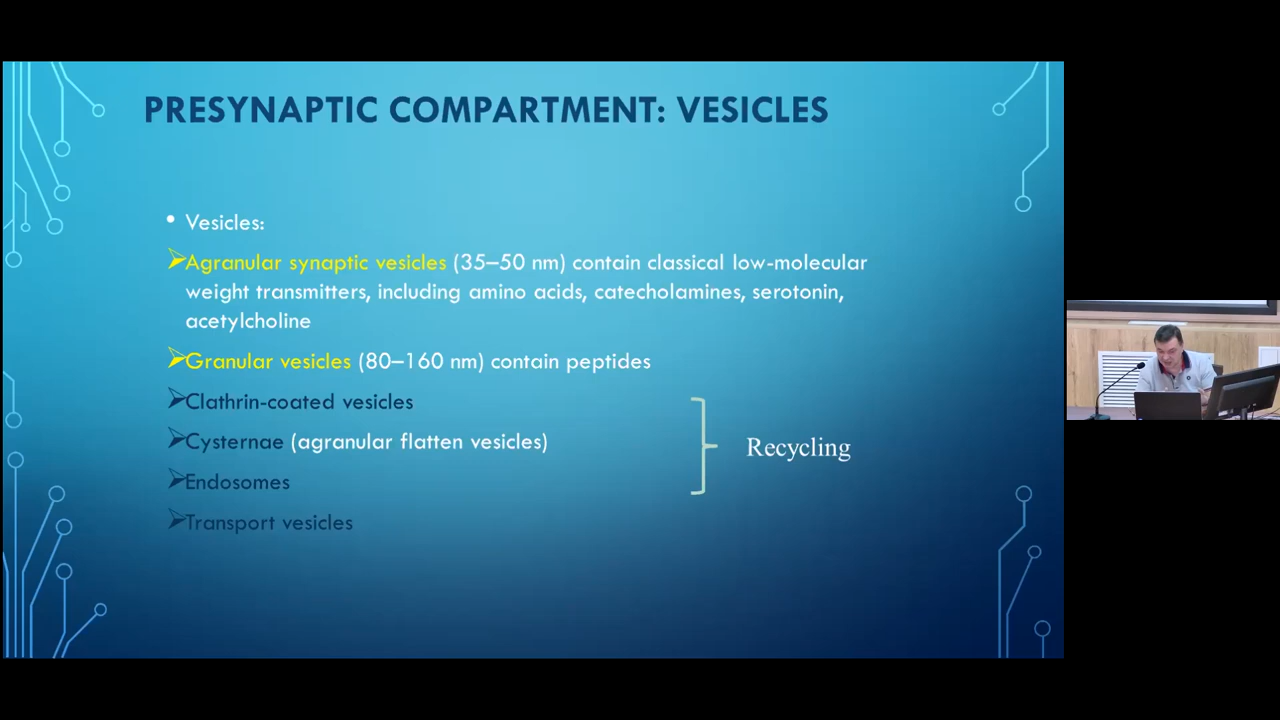 PRESYNAPTIC COMPARTMENT: VESICLES
• Vesicles:
➢Agranular synaptic vesicles (35–50 nm) contain classical low-molecular
weight transmitters, including amino acids, catecholamines, serotonin,
acetylcholine
➢Granular vesicles (80–160 nm) contain peptides
➢Clathrin-coated vesicles
➢Cysternae (agranular flatten vesicles)
➢Endosomes
➢Transport vesicles
Recycling